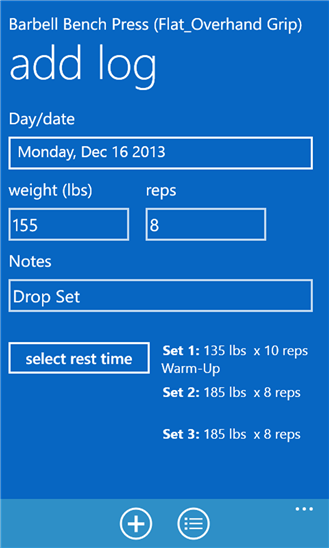 Barbell Bench Press (Flat_Overhand Grip)
add log
Day/date
Monday, Dec 16 2013
weight (lbs) reps
155 8
Notes
Drop Set
select rest time
Set 1: 135 lbs x 10 reps
Warm-Up
Set 2: 185 lbs x 8 reps
Set 3: 185 lbs x 8 reps